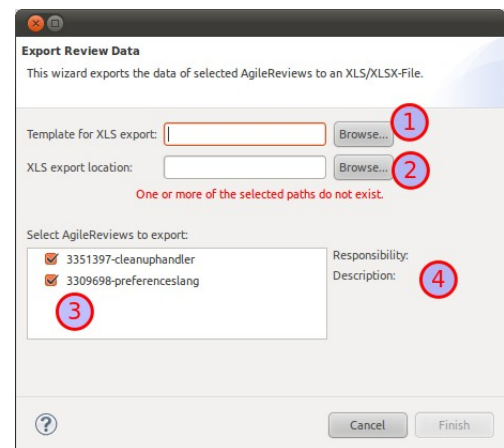 Export Review Data
This wizard exports the data of selected AgileReviews to an XLS/XLSX-File.
Template for XLS export: Browse... 1
XLS export location: Browse... 2
One or more of the selected paths do not exist.
Select AgileReviews to export:
3351397-cleanuphandler Responsibility:
3309698-preferenceslang Description: 4
3
? Cancel Finish